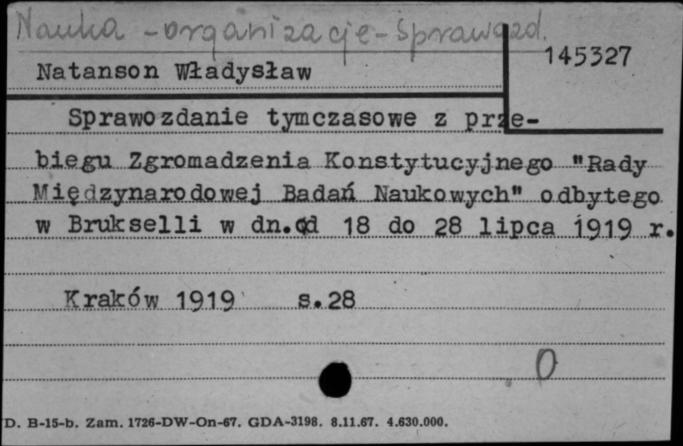 Nauka - organizacje - sprawozd.
145327
Natanson Władysław
Sprawozdanie tymczasowe z prze-
biegu Zgromadzenia Konstytucyjnego "Rady
Międzynarodowej Badań Naukowych" odbytego
w Brukselli w dn.od 18 do 28 lipca 1919 r.
Kraków 1919 s.28
0
D. B-15-b. Zam. 1726-DW-On-67. GDA-3198. 8.11.67. 4.630.000.